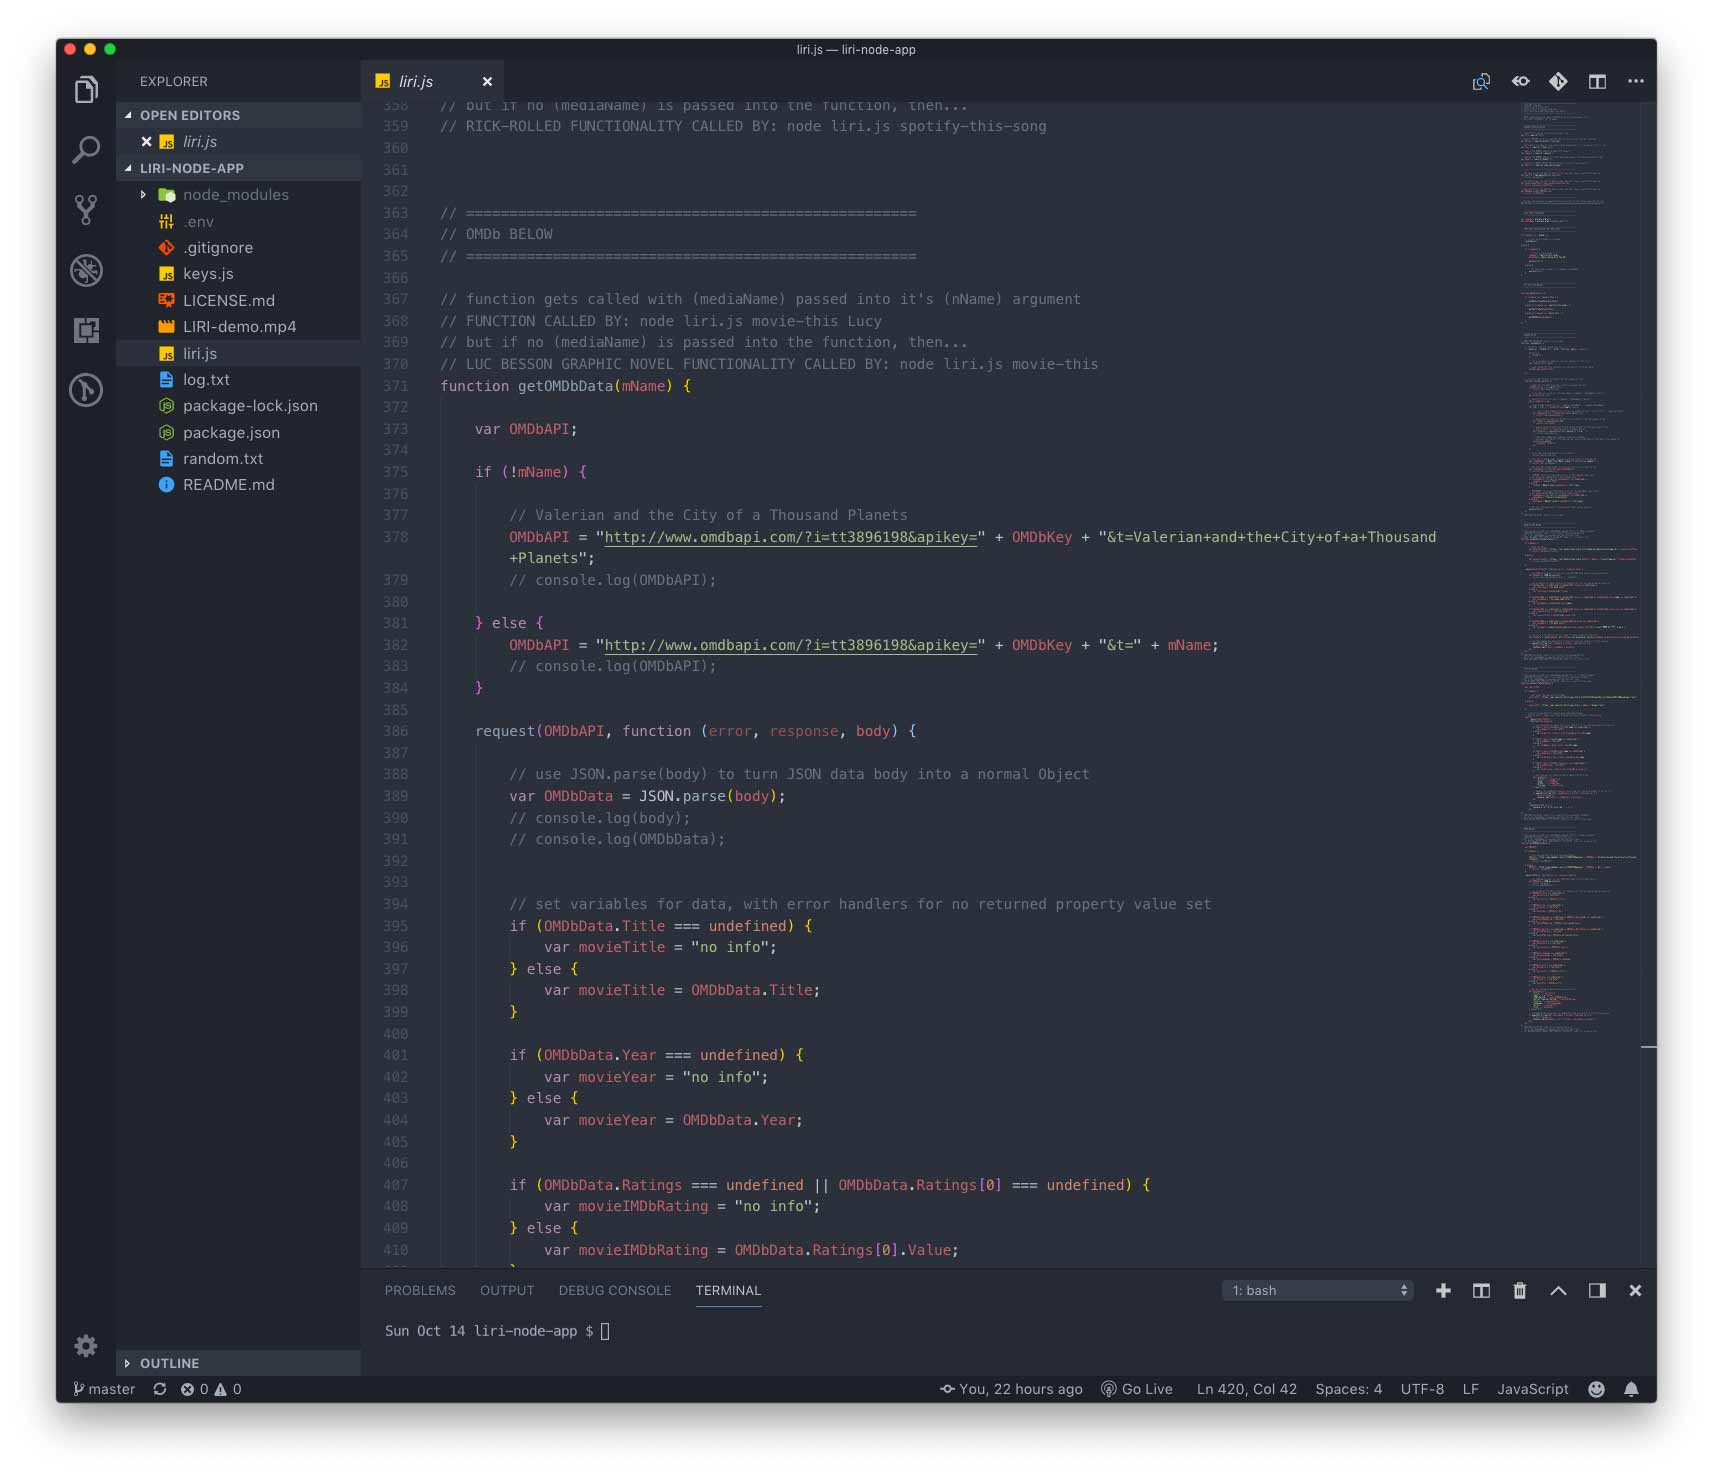 liri.js — liri-node-app
EXPLORER
OPEN EDITORS
liri.js
LIRI-NODE-APP
node_modules
.env
.gitignore
keys.js
LICENSE.md
LIRI-demo.mp4
liri.js
log.txt
package-lock.json
package.json
random.txt
README.md
OUTLINE
liri.js
358 // but if no (mediaName) is passed into the function, then...
359 // RICK-ROLLED FUNCTIONALITY CALLED BY: node liri.js spotify-this-song
360
361
362
363 // ====================================================
364 // OMDb BELOW
365 // ====================================================
366
367 // function gets called with (mediaName) passed into it's (nName) argument
368 // FUNCTION CALLED BY: node liri.js movie-this Lucy
369 // but if no (mediaName) is passed into the function, then...
370 // LUC BESSON GRAPHIC NOVEL FUNCTIONALITY CALLED BY: node liri.js movie-this
371 function getOMDbData(mName) {
372
373     var OMDbAPI;
374
375     if (!mName) {
376
377         // Valerian and the City of a Thousand Planets
378         OMDbAPI = "http://www.omdbapi.com/?i=tt3896198&apikey=" + OMDbKey + "&t=Valerian+and+the+City+of+a+Thousand
+Planets";
379         // console.log(OMDbAPI);
380
381     } else {
382         OMDbAPI = "http://www.omdbapi.com/?i=tt3896198&apikey=" + OMDbKey + "&t=" + mName;
383         // console.log(OMDbAPI);
384     }
385
386     request(OMDbAPI, function (error, response, body) {
387
388         // use JSON.parse(body) to turn JSON data body into a normal Object
389         var OMDbData = JSON.parse(body);
390         // console.log(body);
391         // console.log(OMDbData);
392
393
394         // set variables for data, with error handlers for no returned property value set
395         if (OMDbData.Title === undefined) {
396             var movieTitle = "no info";
397         } else {
398             var movieTitle = OMDbData.Title;
399         }
400
401         if (OMDbData.Year === undefined) {
402             var movieYear = "no info";
403         } else {
404             var movieYear = OMDbData.Year;
405         }
406
407         if (OMDbData.Ratings === undefined || OMDbData.Ratings[0] === undefined) {
408             var movieIMDbRating = "no info";
409         } else {
410             var movieIMDbRating = OMDbData.Ratings[0].Value;
PROBLEMS OUTPUT DEBUG CONSOLE TERMINAL 1: bash
Sun Oct 14 liri-node-app $
master 0 0 You, 22 hours ago Go Live Ln 420, Col 42 Spaces: 4 UTF-8 LF JavaScript